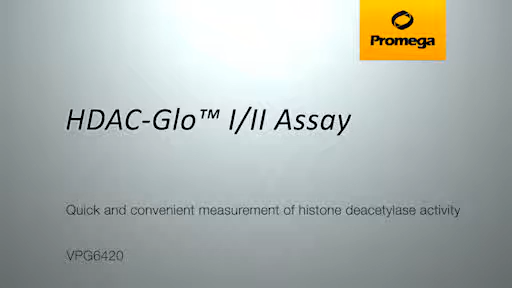 Promega
HDAC-Glo™ I/II Assay
Quick and convenient measurement of histone deacetylase activity
VPG6420